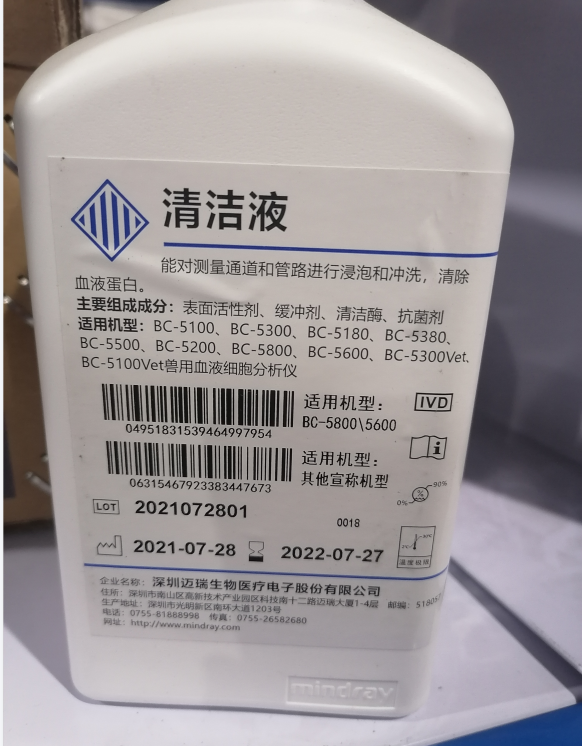 清洁液
能对测量通道和管路进行浸泡和冲洗，清除
血液蛋白。
主要组成成分：表面活性剂、缓冲剂、清洁酶、抗菌剂
适用机型：BC-5100、BC-5300、BC-5180、BC-5380、
BC-5500、BC-5200、BC-5800、BC-5600、BC-5300Vet、
BC-5100Vet兽用血液细胞分析仪
适用机型：
IVD
BC-5800\5600
04951831539464997954
适用机型：
其他宣称机型
06315467923383447673
0% 90%
LOT 2021072801
0018
2021-07-28 2022-07-27
温度极限
企业名称：深圳迈瑞生物医疗电子股份有限公司
住所：深圳市南山区高新技术产业园区科技南十二路迈瑞大厦1-4层 邮编：
生产地址：深圳市光明新区南环大道1203号
电话：0755-81888998 传真：0755-26582680
网址：http://www.mindray.com
mindray